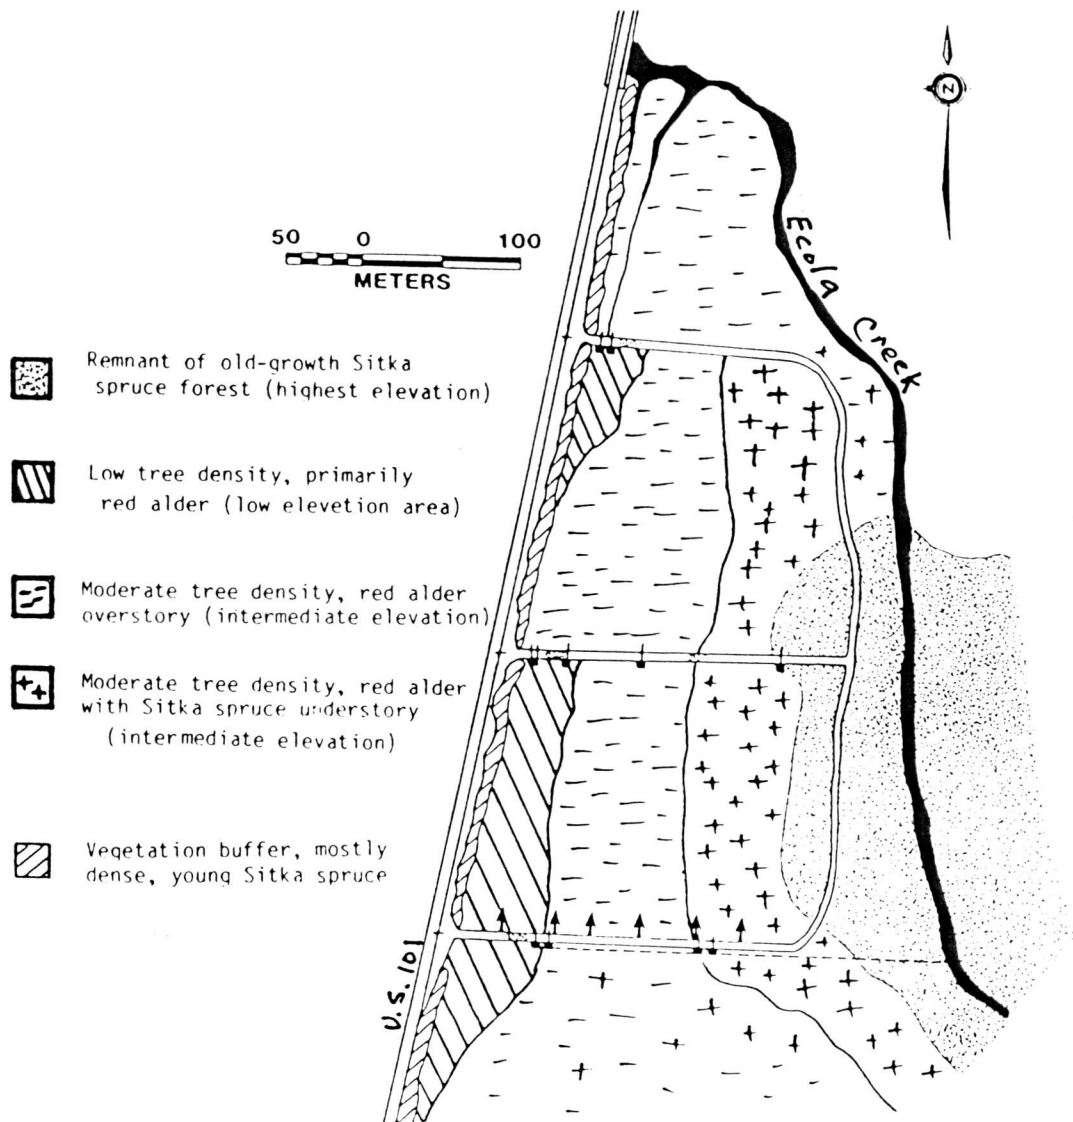 N
50 0 100
METERS
Ecola Creek
Remnant of old-growth Sitka
spruce forest (highest elevation)
Low tree density, primarily
red alder (low elevetion area)
Moderate tree density, red alder
overstory (intermediate elevation)
Moderate tree density, red alder
with Sitka spruce understory
(intermediate elevation)
Vegetation buffer, mostly
dense, young Sitka spruce
U.S. 101